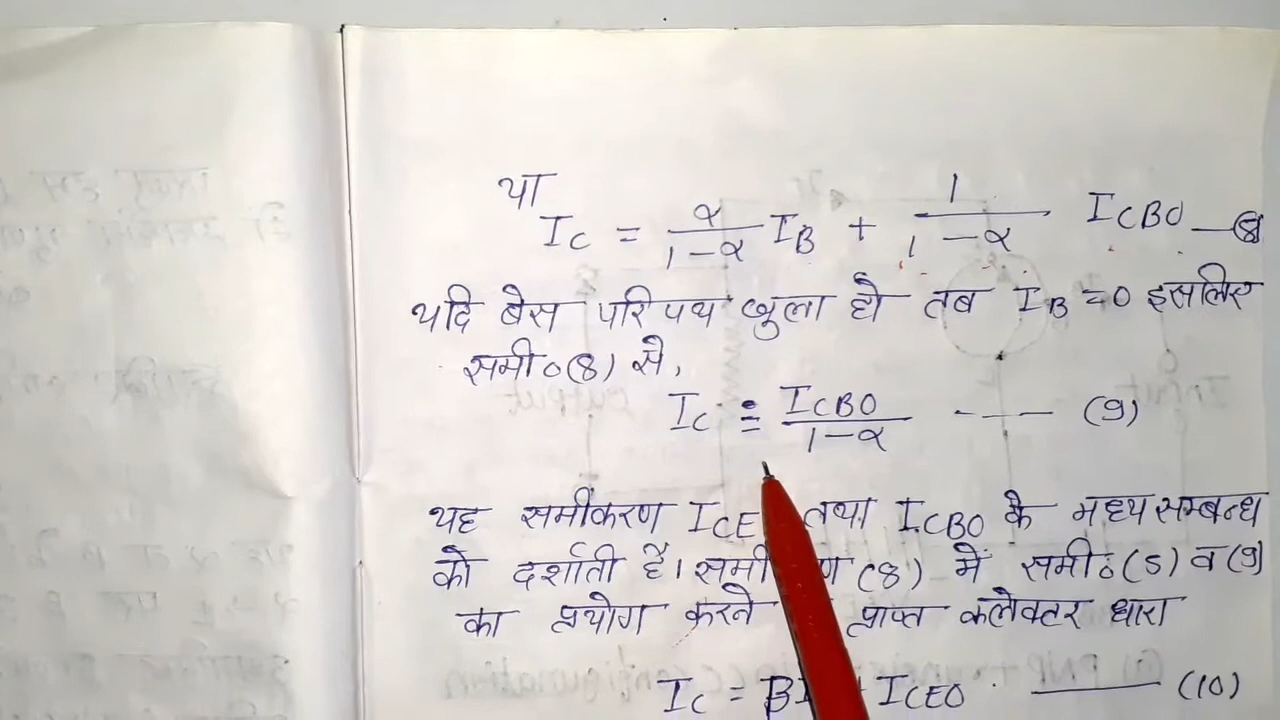 या
IC = α/1-α IB + 1/1-α ICBO —(8)
यदि बेस परिपथ खुला हो तब IB=0 इसलिए
समी०(8) से,
IC = ICBO/1-α ---- (9)
यह समीकरण ICE तथा ICBO के मध्य सम्बन्ध
को दर्शाती है। समी ण (8) में समी०(5) व (9)
का प्रयोग करने प्राप्त कलेक्टर धारा
IC = βI + ICEO . —— (10)